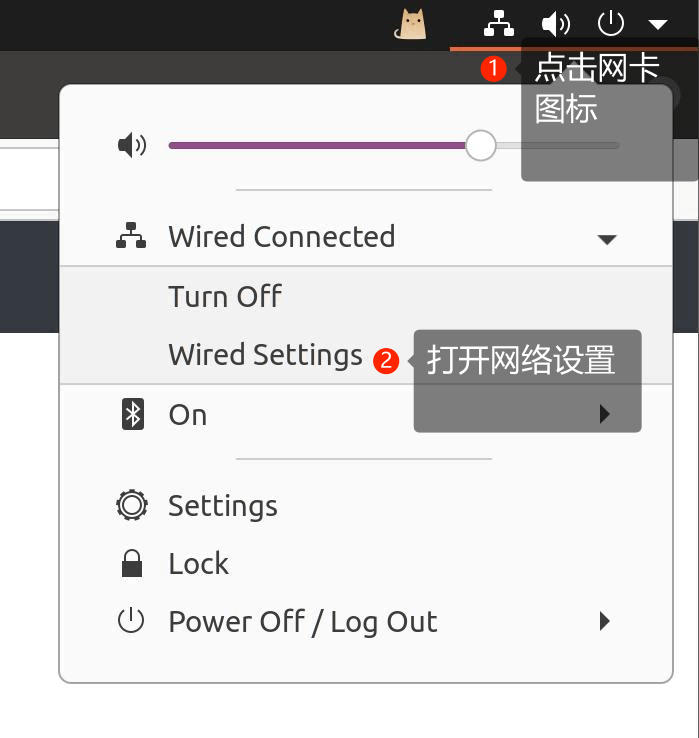 1
点击网卡
图标
Wired Connected
Turn Off
Wired Settings
2
打开网络设置
On
Settings
Lock
Power Off / Log Out